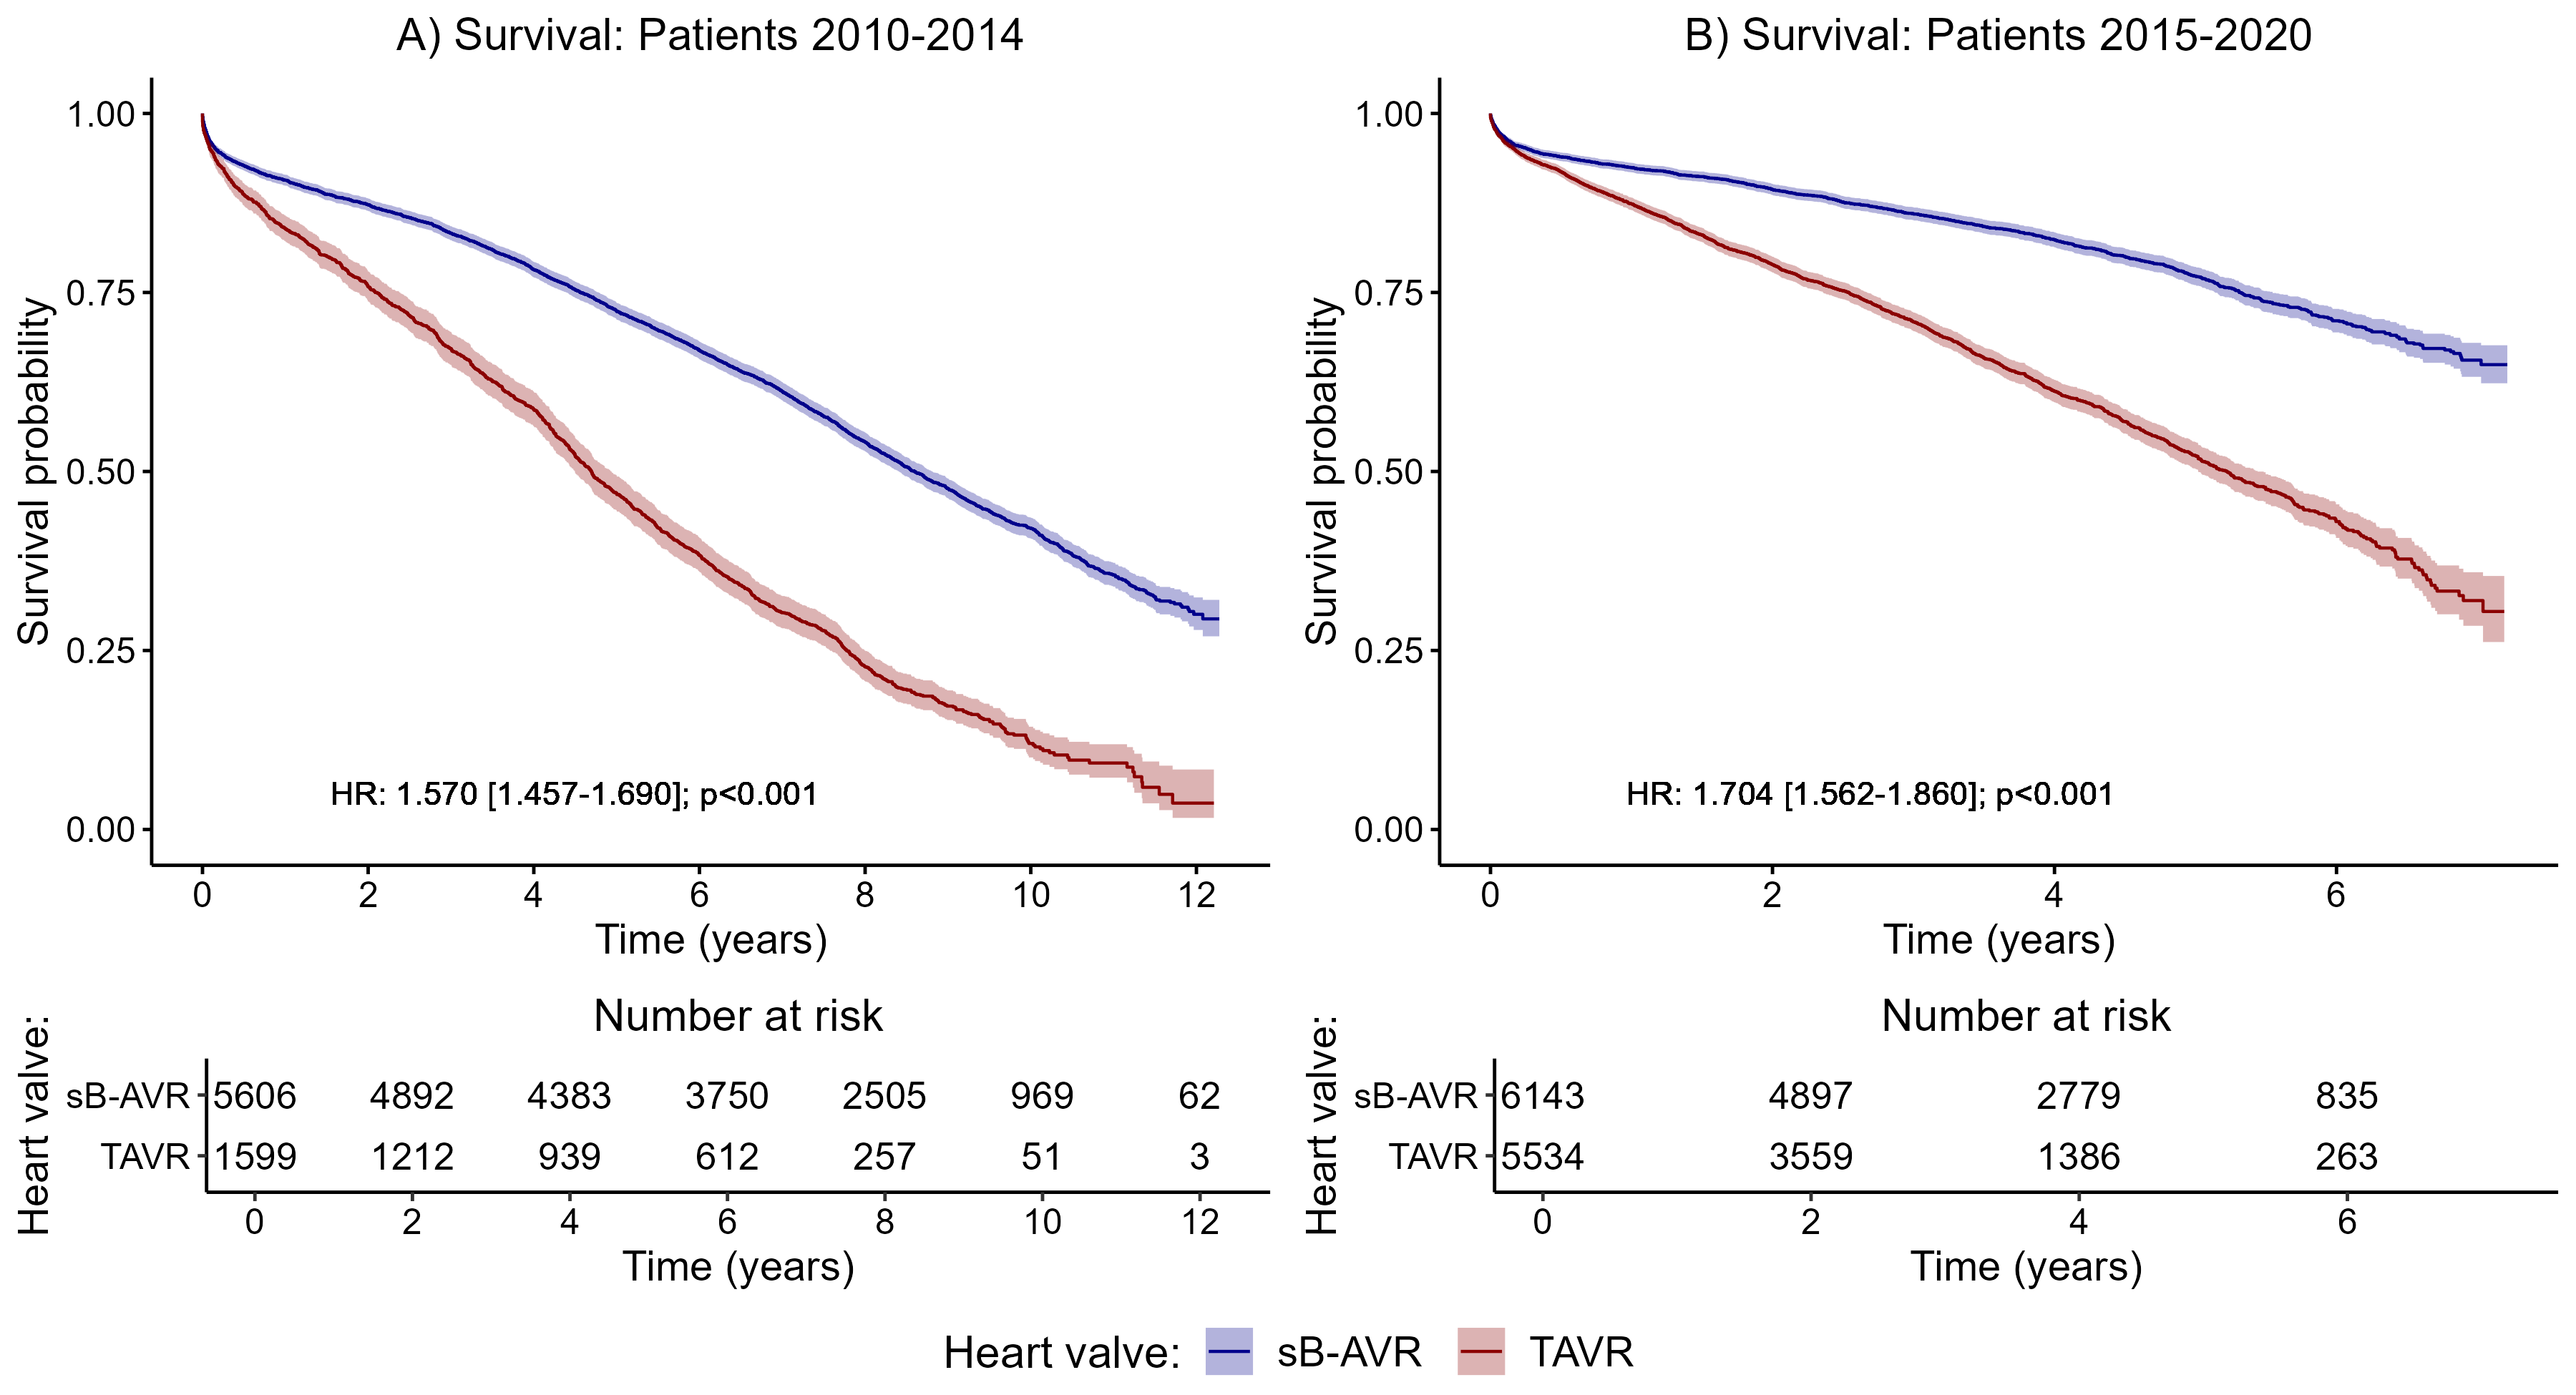 A) Survival: Patients 2010-2014
Survival probability
1.00
0.75
0.50
0.25
0.00
HR: 1.570 [1.457-1.690]; p<0.001
0 2 4 6 8 10 12
Time (years)
Number at risk
Heart valve:
sB-AVR 5606 4892 4383 3750 2505 969 62
TAVR 1599 1212 939 612 257 51 3
0 2 4 6 8 10 12
Time (years)
B) Survival: Patients 2015-2020
Survival probability
1.00
0.75
0.50
0.25
0.00
HR: 1.704 [1.562-1.860]; p<0.001
0 2 4 6
Time (years)
Number at risk
Heart valve:
sB-AVR 6143 4897 2779 835
TAVR 5534 3559 1386 263
0 2 4 6
Time (years)
Heart valve: sB-AVR TAVR